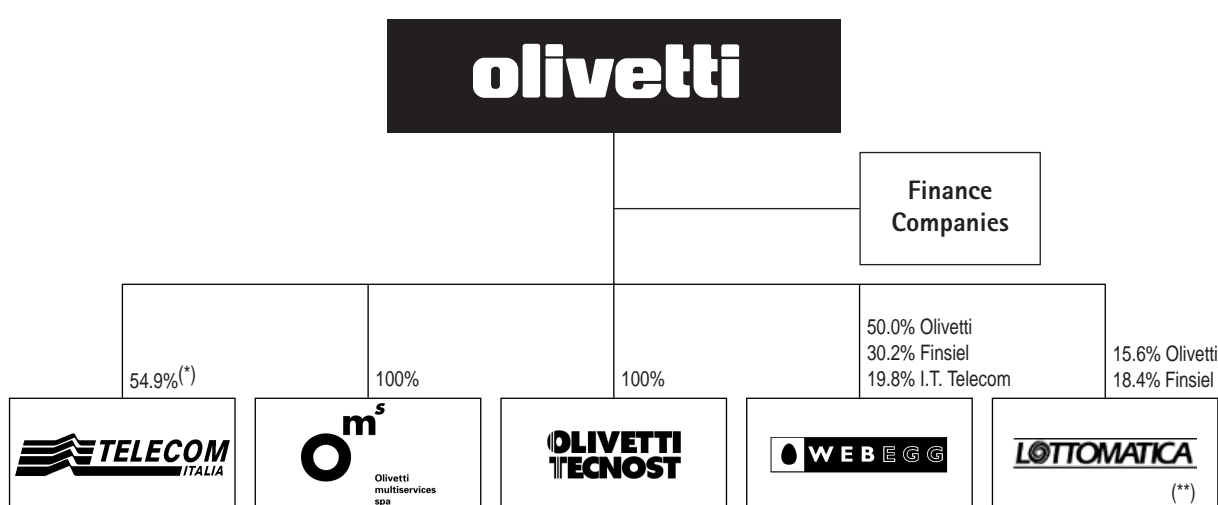 olivetti
Finance
Companies
54.9%(*)
100%
100%
50.0% Olivetti
30.2% Finsiel
19.8% I.T. Telecom
15.6% Olivetti
18.4% Finsiel
TELECOM
ITALIA
Oms
Olivetti
multiservices
spa
OLIVETTI
TECNOST
WEBEGG
LOTTOMATICA
(**)